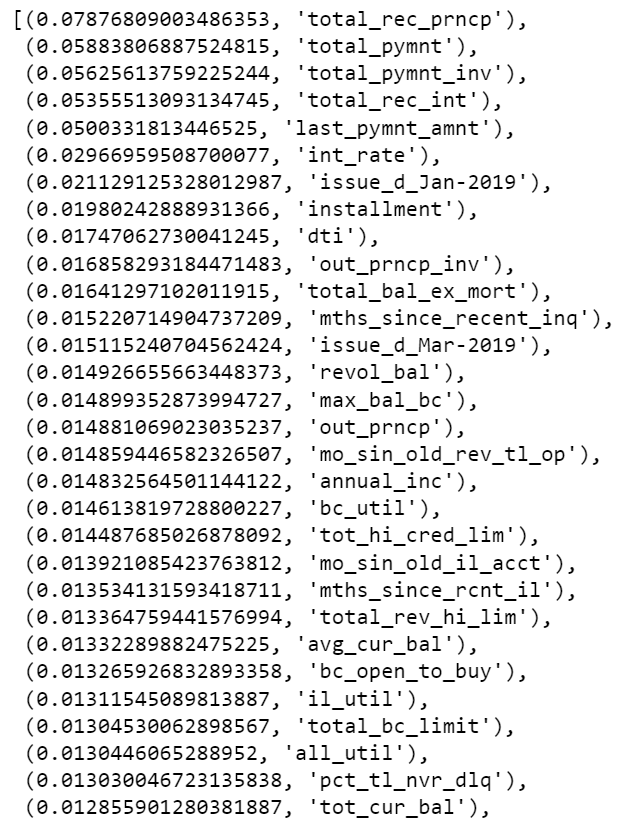 [(0.07876809003486353, 'total_rec_prncp'),
(0.05883806887524815, 'total_pymnt'),
(0.05625613759225244, 'total_pymnt_inv'),
(0.05355513093134745, 'total_rec_int'),
(0.0500331813446525, 'last_pymnt_amnt'),
(0.02966959508700077, 'int_rate'),
(0.021129125328012987, 'issue_d_Jan-2019'),
(0.01980242888931366, 'installment'),
(0.01747062730041245, 'dti'),
(0.016858293184471483, 'out_prncp_inv'),
(0.01641297102011915, 'total_bal_ex_mort'),
(0.015220714904737209, 'mths_since_recent_inq'),
(0.015115240704562424, 'issue_d_Mar-2019'),
(0.014926655663448373, 'revol_bal'),
(0.014899352873994727, 'max_bal_bc'),
(0.014881069023035237, 'out_prncp'),
(0.014859446582326507, 'mo_sin_old_rev_tl_op'),
(0.014832564501144122, 'annual_inc'),
(0.014613819728800227, 'bc_util'),
(0.014487685026878092, 'tot_hi_cred_lim'),
(0.013921085423763812, 'mo_sin_old_il_acct'),
(0.013534131593418711, 'mths_since_rcnt_il'),
(0.013364759441576994, 'total_rev_hi_lim'),
(0.01332289882475225, 'avg_cur_bal'),
(0.013265926832893358, 'bc_open_to_buy'),
(0.01311545089813887, 'il_util'),
(0.01304530062898567, 'total_bc_limit'),
(0.0130446065288952, 'all_util'),
(0.013030046723135838, 'pct_tl_nvr_dlq'),
(0.012855901280381887, 'tot_cur_bal'),